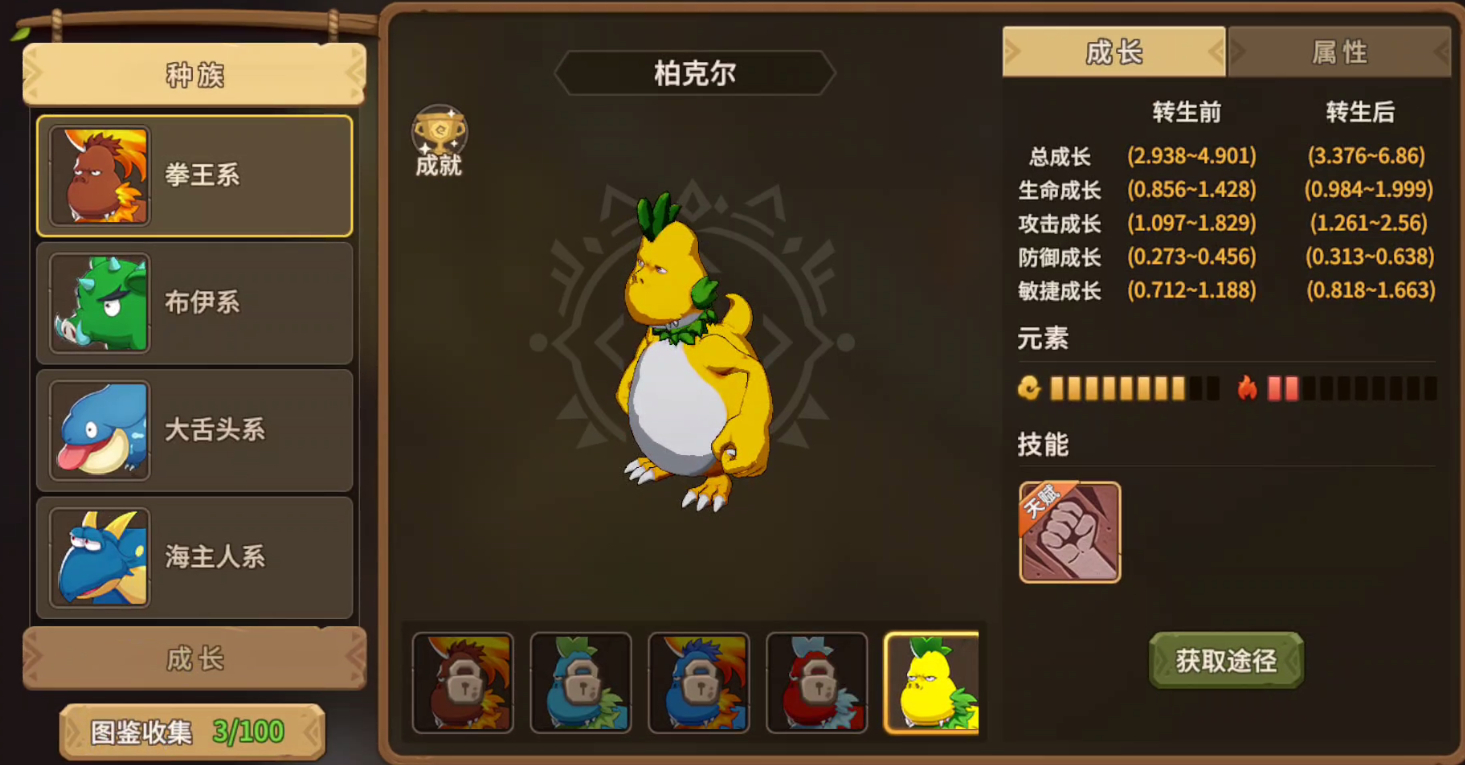 种族
拳王系
布伊系
大舌头系
海主人系
成长
图鉴收集 3/100
柏克尔
成就
成长 属性
转生前 转生后
总成长 (2.938~4.901) (3.376~6.86)
生命成长 (0.856~1.428) (0.984~1.999)
攻击成长 (1.097~1.829) (1.261~2.56)
防御成长 (0.273~0.456) (0.313~0.638)
敏捷成长 (0.712~1.188) (0.818~1.663)
元素
技能
天赋
获取途径